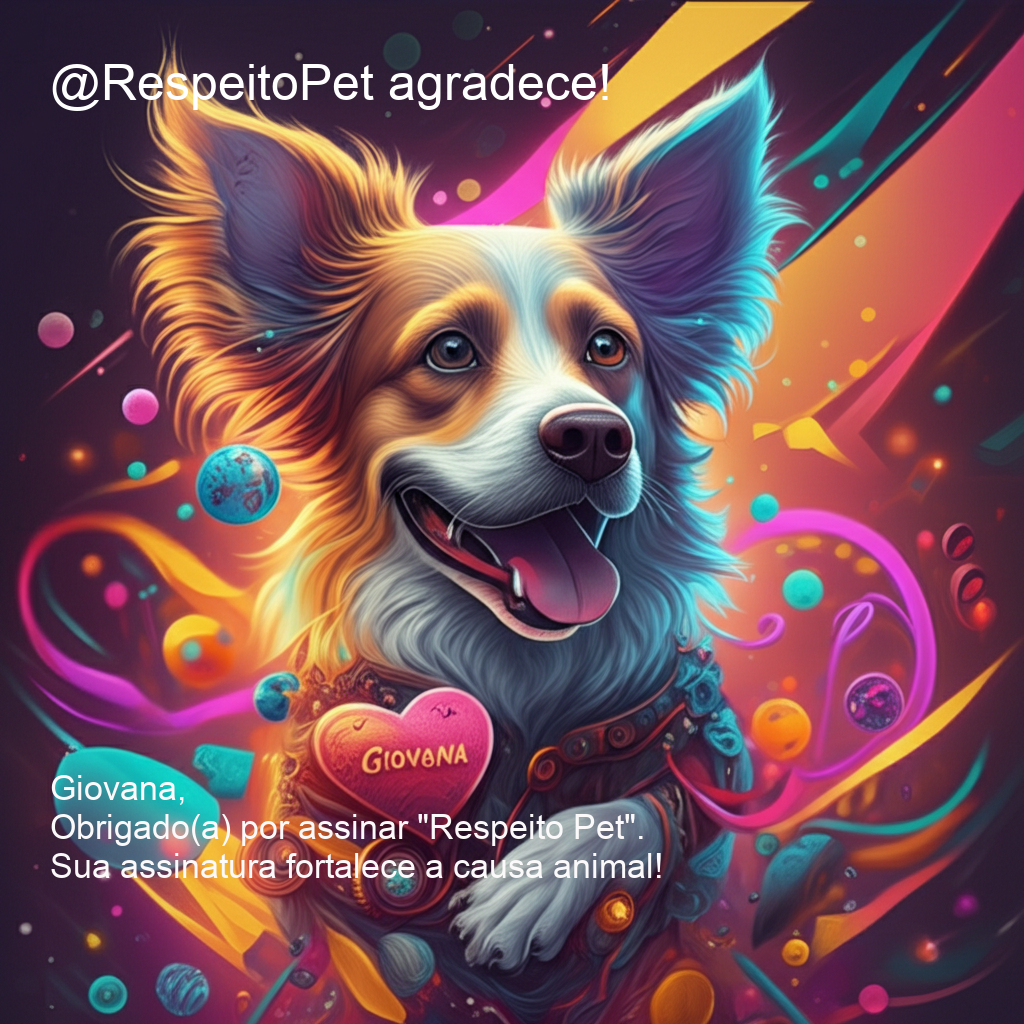 @RespeitoPet agradece!
GIOVANA
Giovana,
Obrigado(a) por assinar "Respeito Pet".
Sua assinatura fortalece a causa animal!